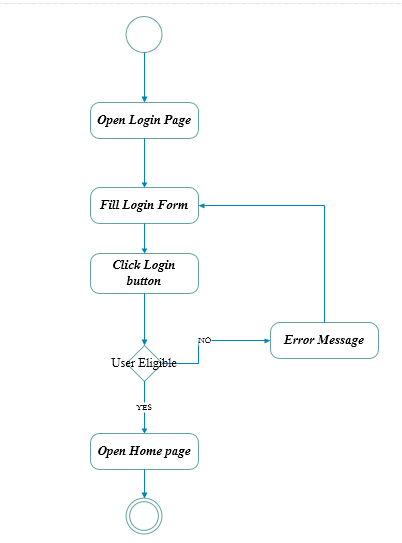 Open Login Page
Fill Login Form
Click Login
button
NO
Error Message
User Eligible
YES
Open Home page